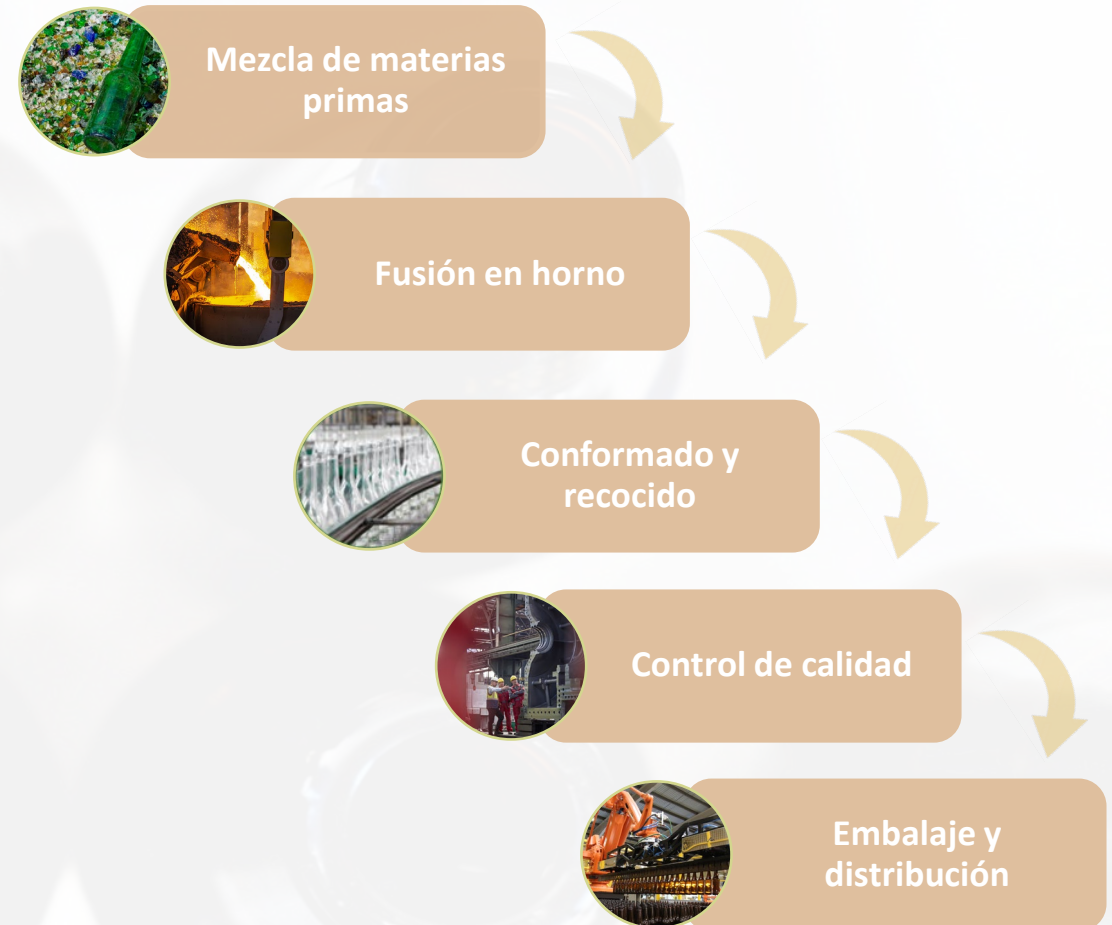 Mezcla de materias
primas
Fusión en horno
Conformado y
recocido
Control de calidad
Embalaje y
distribución